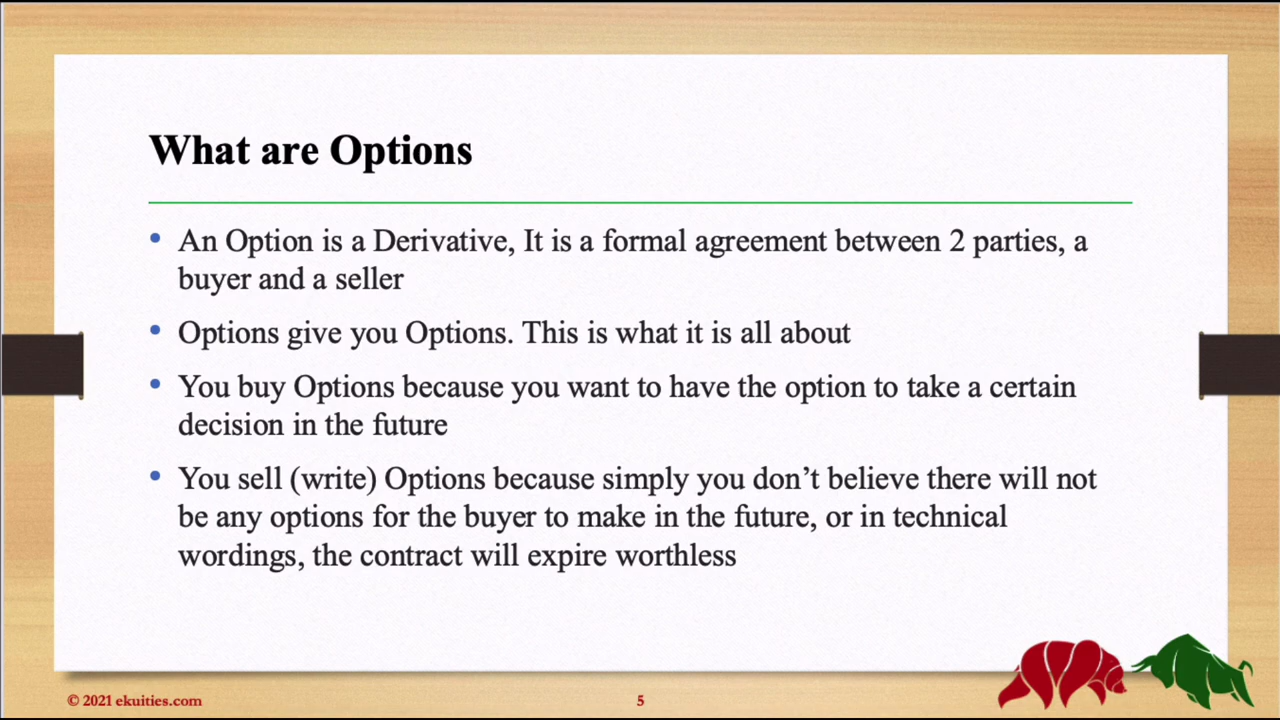 What are Options
• An Option is a Derivative, It is a formal agreement between 2 parties, a
buyer and a seller
• Options give you Options. This is what it is all about
• You buy Options because you want to have the option to take a certain
decision in the future
• You sell (write) Options because simply you don’t believe there will not
be any options for the buyer to make in the future, or in technical
wordings, the contract will expire worthless
© 2021 ekuities.com
5